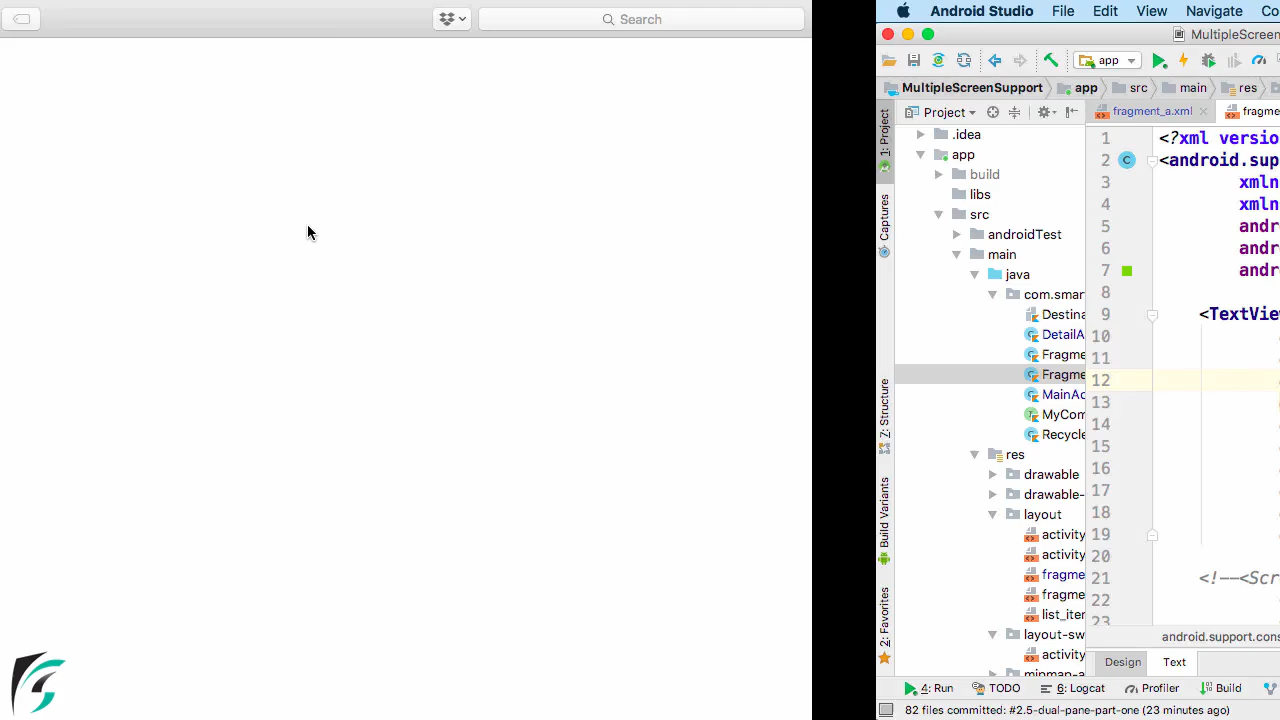 Search
Android Studio File Edit View Navigate Co
MultipleScreen
app
MultipleScreenSupport app src main res
1: Project
Captures
7: Structure
Build Variants
2: Favorites
Project
.idea
app
build
libs
src
androidTest
main
java
com.smar
Destina
DetailA
Fragme
Fragme
MainAc
MyCom
Recycle
res
drawable
drawable-
layout
activity
activity
fragme
fragme
list_iter
layout-sw
activity
fragment_a.xml fragme
1 <?xml versio
2 <android.sup
3 xmln
4 xmln
5 andr
6 andr
7 andr
8
9 <TextView
10
11
12
13
14
15
16
17
18
19
20
21 <!--<Scr
22
23
android.support.cons
Design Text
4: Run TODO 6: Logcat Profiler Build
82 files committed: #2.5-dual-pane-part-one (23 minutes ago)